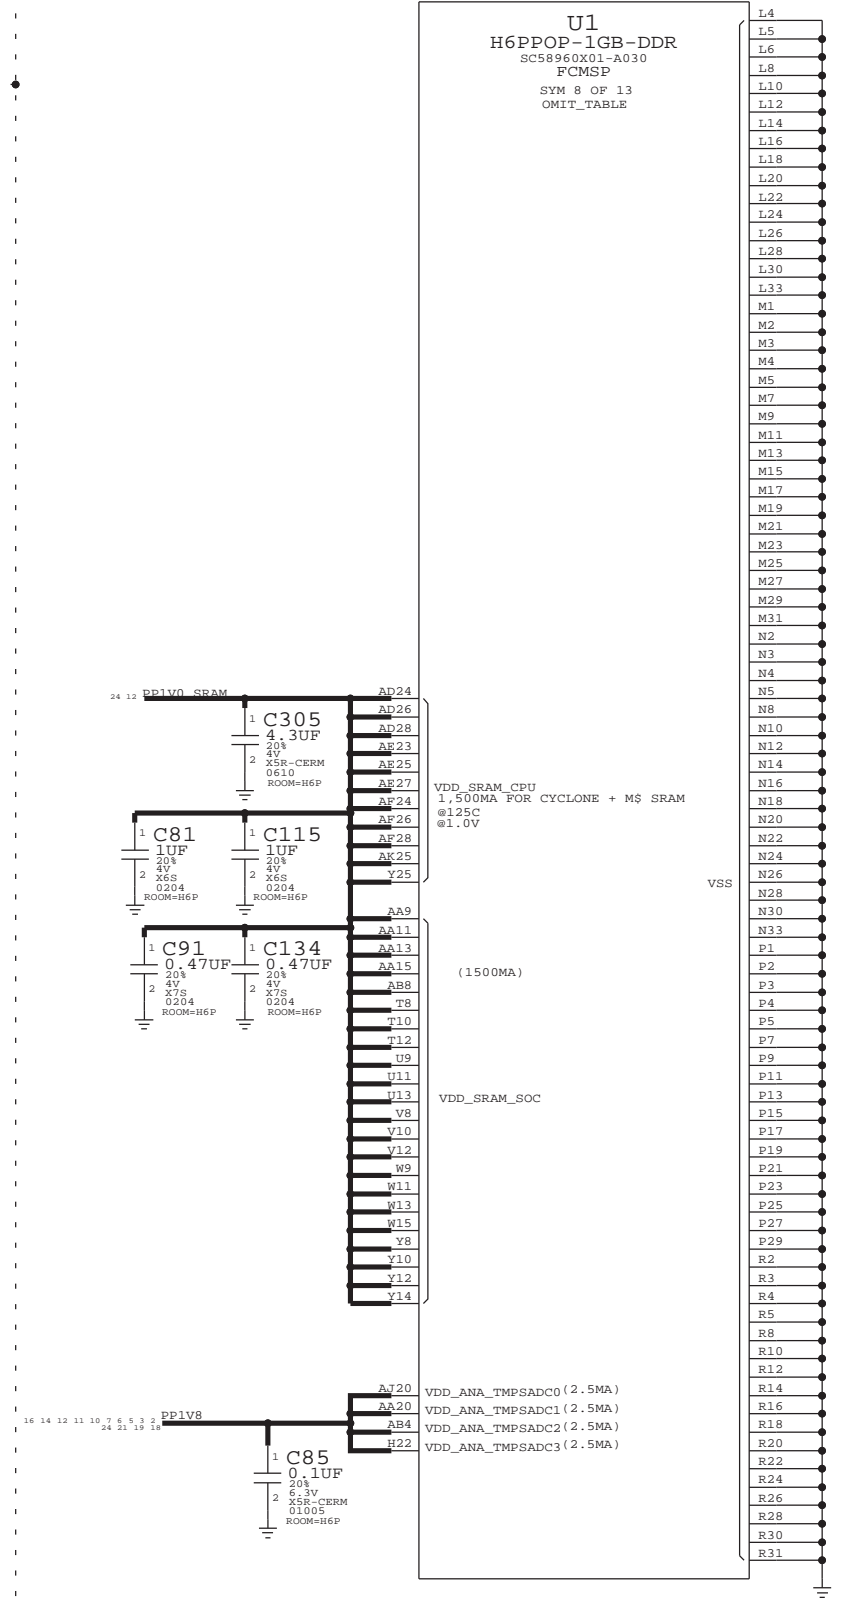 U1
H6PPOP-1GB-DDR
SC58960X01-A030
FCMSP
SYM 8 OF 13
OMIT_TABLE
24 12 PP1V0_SRAM
1 C305
4.3UF
20%
4V
2 X5R-CERM
0610
ROOM=H6P
1 C81
1UF
20%
4V
2 X6S
0204
ROOM=H6P
1 C115
1UF
20%
4V
2 X6S
0204
ROOM=H6P
1 C91
0.47UF
20%
4V
2 X7S
0204
ROOM=H6P
1 C134
0.47UF
20%
4V
2 X7S
0204
ROOM=H6P
16 14 12 11 10 7 6 5 3 2 PP1V8
24 21 19 18
1 C85
0.1UF
20%
6.3V
2 X5R-CERM
01005
ROOM=H6P
AD24
AD26
AD28
AE23
AE25
AE27
AF24
AF26
AF28
AK25
Y25
VDD_SRAM_CPU
1,500MA FOR CYCLONE + M$ SRAM
@125C
@1.0V
AA9
AA11
AA13
AA15
AB8
T8
T10
T12
U9
U11
U13
V8
V10
V12
W9
W11
W13
W15
Y8
Y10
Y12
Y14
(1500MA)
VDD_SRAM_SOC
AJ20 VDD_ANA_TMPSADC0(2.5MA)
AA20 VDD_ANA_TMPSADC1(2.5MA)
AB4 VDD_ANA_TMPSADC2(2.5MA)
H22 VDD_ANA_TMPSADC3(2.5MA)
VSS
L4
L5
L6
L8
L10
L12
L14
L16
L18
L20
L22
L24
L26
L28
L30
L33
M1
M2
M3
M4
M5
M7
M9
M11
M13
M15
M17
M19
M21
M23
M25
M27
M29
M31
N2
N3
N4
N5
N8
N10
N12
N14
N16
N18
N20
N22
N24
N26
N28
N30
N33
P1
P2
P3
P4
P5
P7
P9
P11
P13
P15
P17
P19
P21
P23
P25
P27
P29
R2
R3
R4
R5
R8
R10
R12
R14
R16
R18
R20
R22
R24
R26
R28
R30
R31